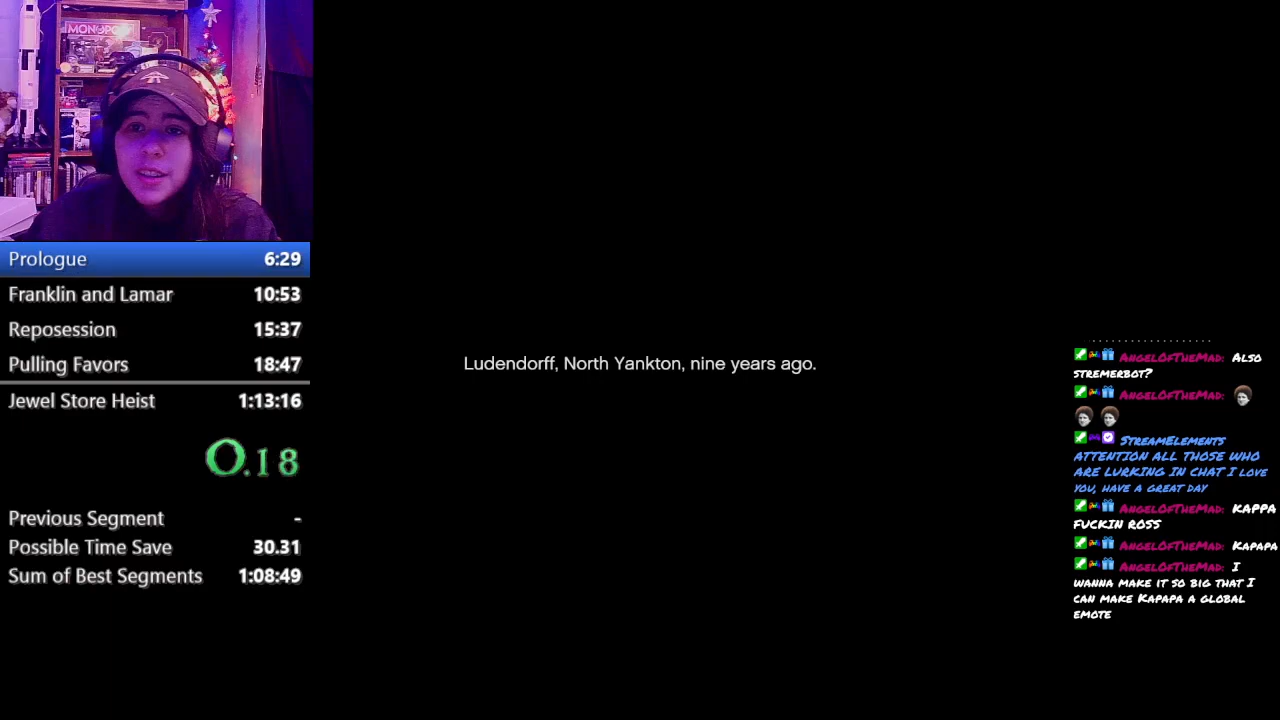 MONOPOLY
Prologue 6:29
Franklin and Lamar 10:53
Reposession 15:37
Pulling Favors 18:47
Jewel Store Heist 1:13:16
0.18
Previous Segment -
Possible Time Save 30.31
Sum of Best Segments 1:08:49
Ludendorff, North Yankton, nine years ago.
AngelOfTheMad: Also
stremerbot?
AngelOfTheMad:
StreamElements
ATTENTION ALL THOSE WHO
ARE LURKING IN CHAT I love
you, have a great day
AngelOfTheMad: KAPPA
FUCKIN ROSS
AngelOfTheMad: Kapapa
AngelOfTheMad: I
wanna make it so big that I
can make Kapapa a global
emote